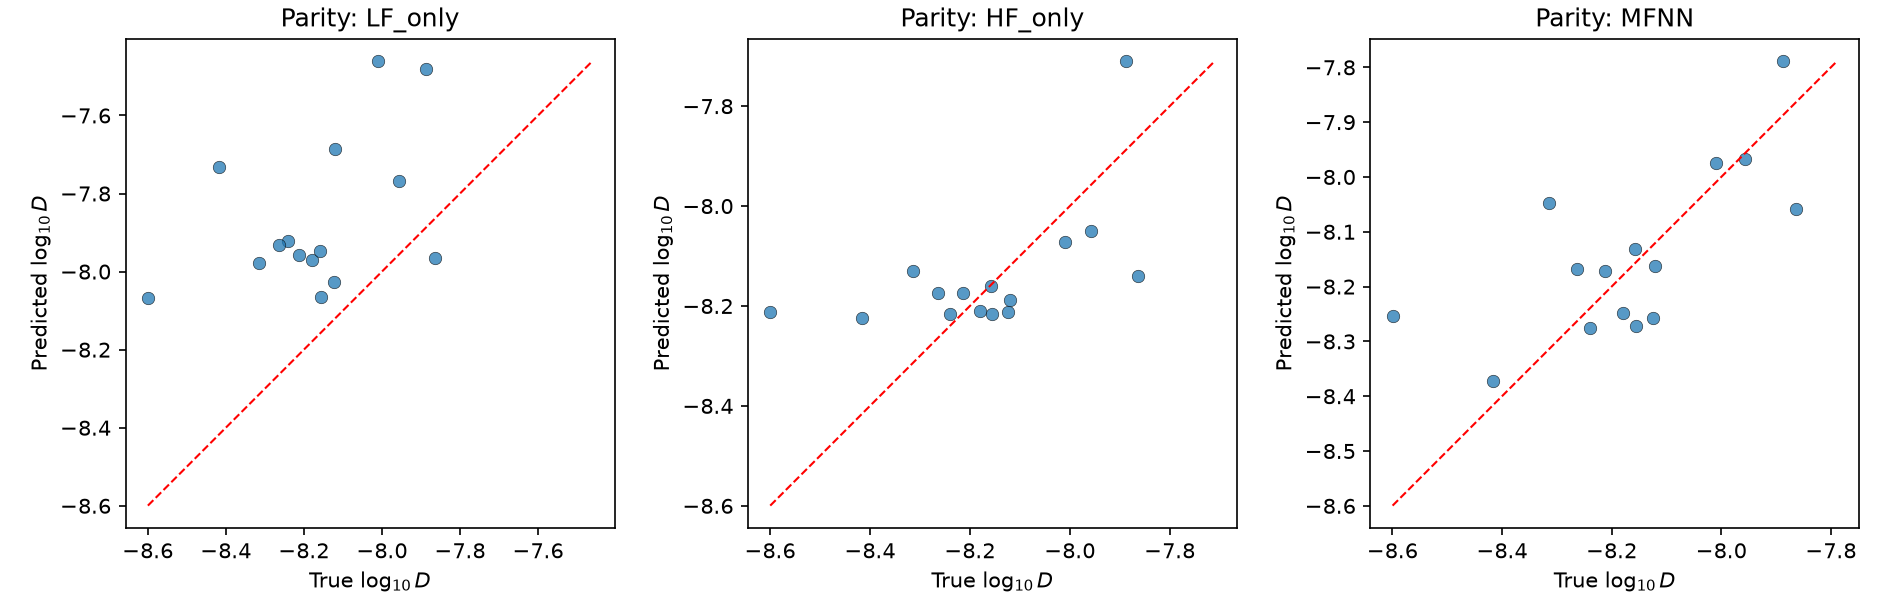 Parity: LF_only
Predicted log₁₀ D
−7.6
−7.8
−8.0
−8.2
−8.4
−8.6
−8.6 −8.4 −8.2 −8.0 −7.8 −7.6
True log₁₀ D
Parity: HF_only
Predicted log₁₀ D
−7.8
−8.0
−8.2
−8.4
−8.6
−8.6 −8.4 −8.2 −8.0 −7.8
True log₁₀ D
Parity: MFNN
Predicted log₁₀ D
−7.8
−7.9
−8.0
−8.1
−8.2
−8.3
−8.4
−8.5
−8.6
−8.6 −8.4 −8.2 −8.0 −7.8
True log₁₀ D